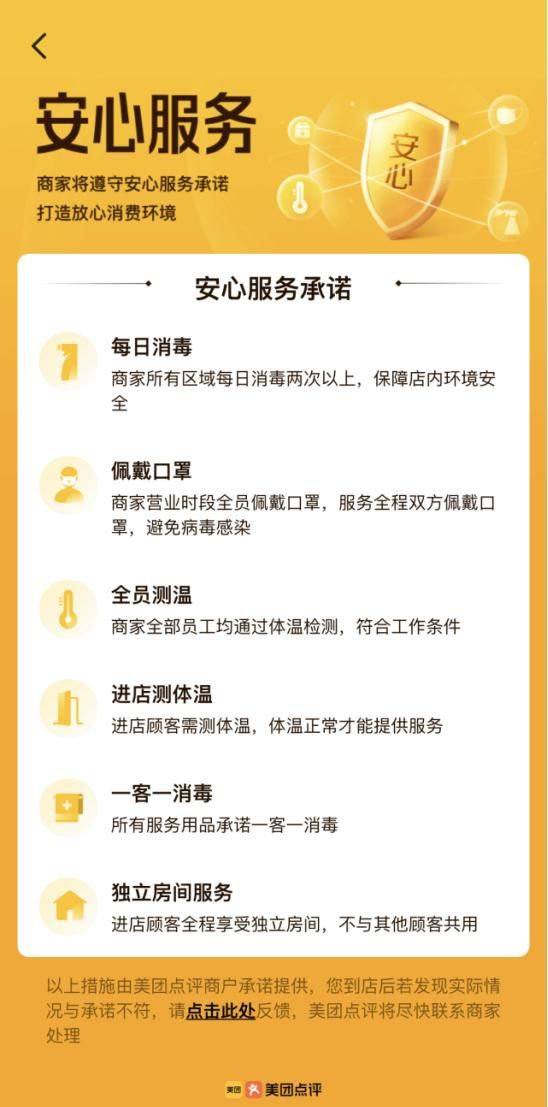 安心服务
商家将遵守安心服务承诺
打造放心消费环境
安心
安心服务承诺
每日消毒
商家所有区域每日消毒两次以上，保障店内环境安
全
佩戴口罩
商家营业时段全员佩戴口罩，服务全程双方佩戴口
罩，避免病毒感染
全员测温
商家全部员工均通过体温检测，符合工作条件
进店测体温
进店顾客需测体温，体温正常才能提供服务
一客一消毒
所有服务用品承诺一客一消毒
独立房间服务
进店顾客全程享受独立房间，不与其他顾客共用
以上措施由美团点评商户承诺提供，您到店后若发现实际情
况与承诺不符，请点击此处反馈，美团点评将尽快联系商家
处理
美团 美团点评